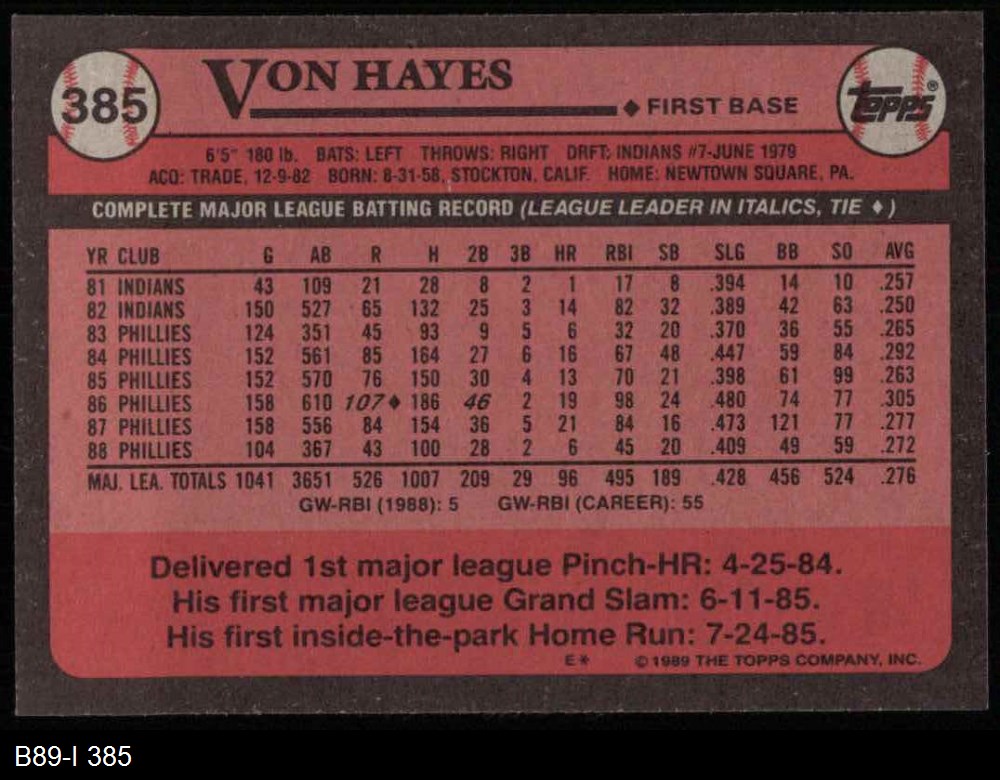 385
VON HAYES
♦ FIRST BASE
TOPPS®
6'5" 180 lb. BATS: LEFT THROWS: RIGHT DRFT: INDIANS #7-JUNE 1979
ACQ: TRADE, 12-9-82 BORN: 8-31-58, STOCKTON, CALIF. HOME: NEWTOWN SQUARE, PA.
COMPLETE MAJOR LEAGUE BATTING RECORD (LEAGUE LEADER IN ITALICS, TIE ♦)
YR CLUB G AB R H 2B 3B HR RBI SB SLG BB SO AVG
81 INDIANS 43 109 21 28 8 2 1 17 8 .394 14 10 .257
82 INDIANS 150 527 65 132 25 3 14 82 32 .389 42 63 .250
83 PHILLIES 124 351 45 93 9 5 6 32 20 .370 36 55 .265
84 PHILLIES 152 561 85 164 27 6 16 67 48 .447 59 84 .292
85 PHILLIES 152 570 76 150 30 4 13 70 21 .398 61 99 .263
86 PHILLIES 158 610 107♦ 186 46 2 19 98 24 .480 74 77 .305
87 PHILLIES 158 556 84 154 36 5 21 84 16 .473 121 77 .277
88 PHILLIES 104 367 43 100 28 2 6 45 20 .409 49 59 .272
MAJ. LEA. TOTALS 1041 3651 526 1007 209 29 96 495 189 .428 456 524 .276
GW-RBI (1988): 5 GW-RBI (CAREER): 55
Delivered 1st major league Pinch-HR: 4-25-84.
His first major league Grand Slam: 6-11-85.
His first inside-the-park Home Run: 7-24-85.
E* © 1989 THE TOPPS COMPANY, INC.
B89-I 385